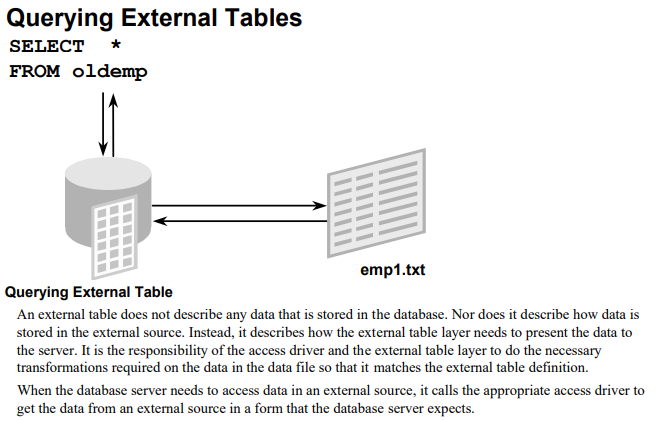 Querying External Tables
SELECT *
FROM oldemp
emp1.txt
Querying External Table
An external table does not describe any data that is stored in the database. Nor does it describe how data is
stored in the external source. Instead, it describes how the external table layer needs to present the data to
the server. It is the responsibility of the access driver and the external table layer to do the necessary
transformations required on the data in the data file so that it matches the external table definition.
When the database server needs to access data in an external source, it calls the appropriate access driver to
get the data from an external source in a form that the database server expects.